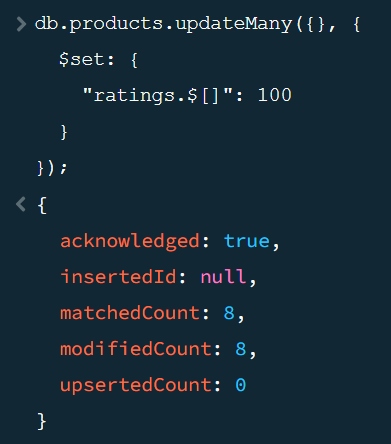 > db.products.updateMany({}, {
$set: {
"ratings.$[]": 100
}
});
< {
acknowledged: true,
insertedId: null,
matchedCount: 8,
modifiedCount: 8,
upsertedCount: 0
}